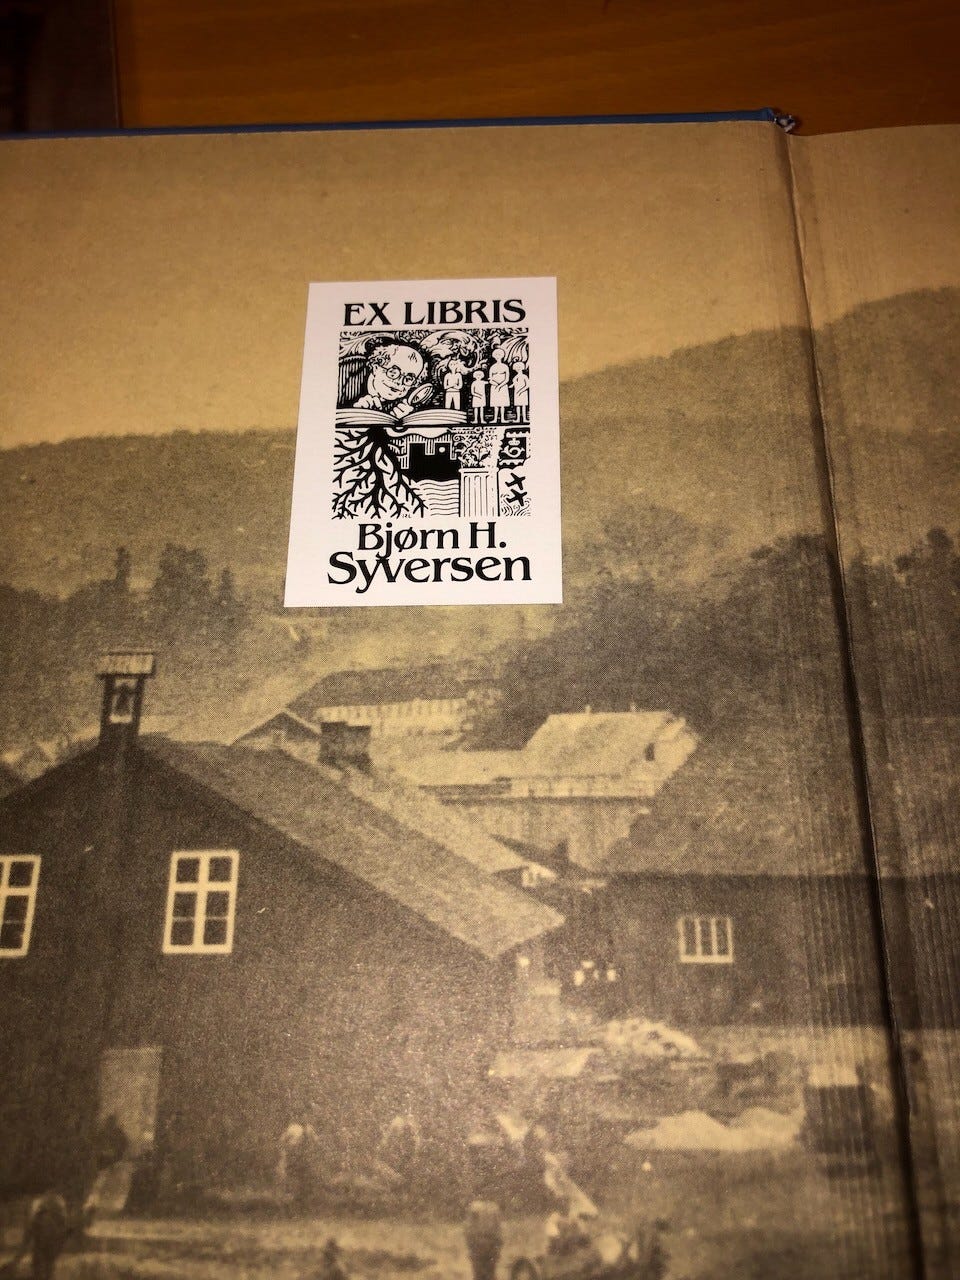 EX LIBRIS
Bjørn H.
Syversen